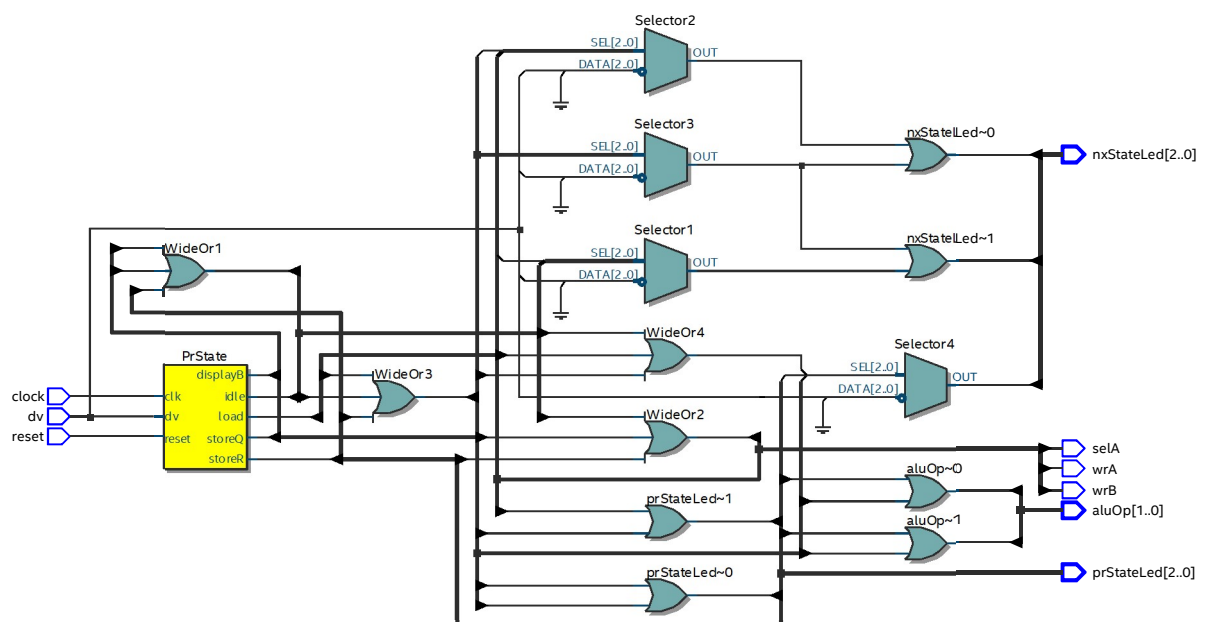 Selector2
SEL[2..0]
OUT
DATA[2..0]
Selector3
nxStateLed~0
SEL[2..0]
OUT
nxStateLed[2..0]
DATA[2..0]
Selector1
WideOr1
nxStateLed~1
SEL[2..0]
OUT
DATA[2..0]
WideOr4
Selector4
PrState
WideOr3
SEL[2..0]
displayB
OUT
clock
clk
idle
DATA[2..0]
dv
dv
load
WideOr2
reset
reset
storeQ
selA
storeR
aluOp~0
wrA
wrB
prStateLed~1
aluOp[1..0]
aluOp~1
prStateLed~0
prStateLed[2..0]